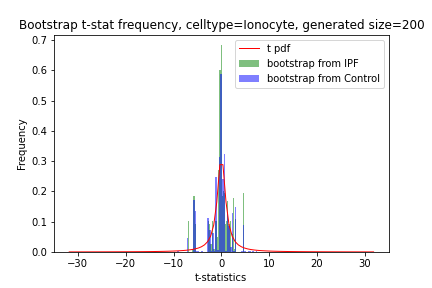 Bootstrap t-stat frequency, celltype=Ionocyte, generated size=200
0.7
0.6
0.5
0.4
0.3
0.2
0.1
0.0
Frequency
t pdf
bootstrap from IPF
bootstrap from Control
−30 −20 −10 0 10 20 30
t-statistics